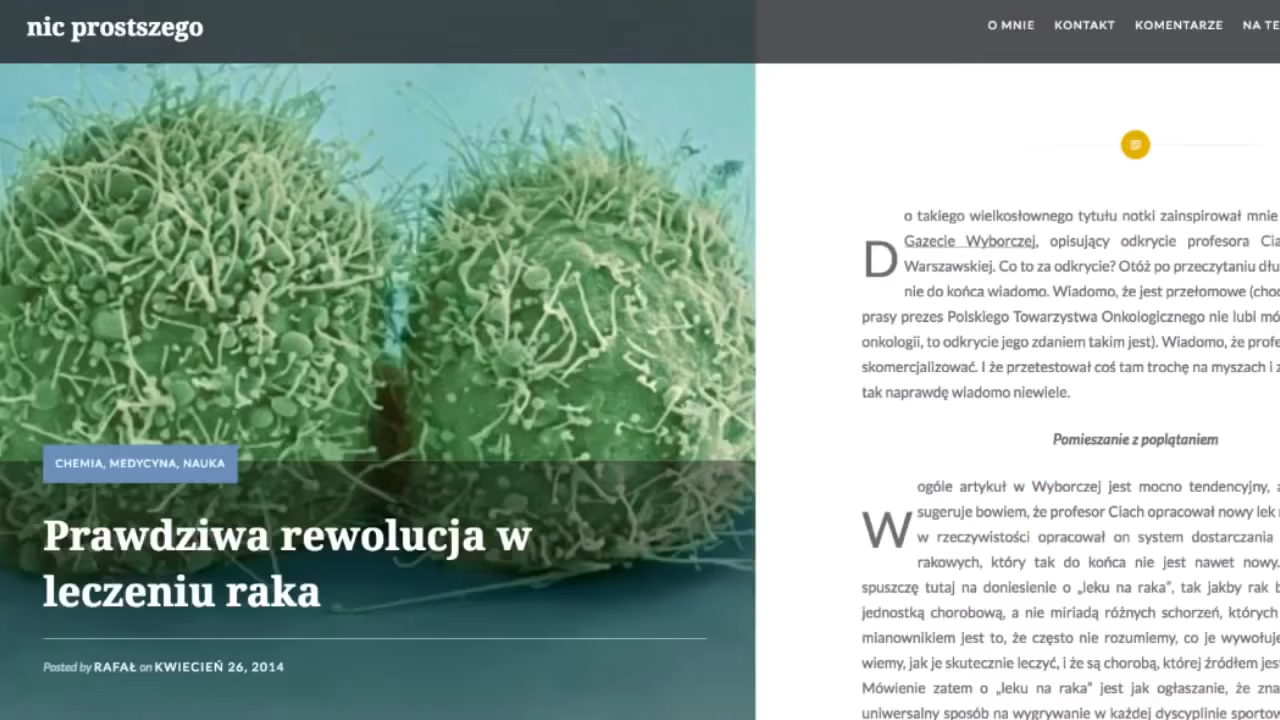 nic prostszego
O MNIE KONTAKT KOMENTARZE NA
CHEMIA, MEDYCYNA, NAUKA
Prawdziwa rewolucja w
leczeniu raka
Posted by RAFAŁ on KWIECIEŃ 26, 2014
Do takiego wielkosłownego tytułu notki zainspirował mnie
Gazecie Wyborczej, opisujący odkrycie profesora
Warszawskiej. Co to za odkrycie? Otóż po przeczytaniu
nie do końca wiadomo. Wiadomo, że jest przełomowe
prasy prezes Polskiego Towarzystwa Onkologicznego nie lubi
onkologii, to odkrycie jego zdaniem takim jest). Wiadomo, że
skomercjalizować. I że przetestował coś tam trochę na myszach i
tak naprawdę wiadomo niewiele.
Pomieszanie z poplątaniem
Wogóle artykuł w Wyborczej jest mocno tendencyjny,
sugeruje bowiem, że profesor Ciach opracował nowy lek
w rzeczywistości opracował on system dostarczania
rakowych, który tak do końca nie jest nawet nowy.
spuszczę tutaj na doniesienie o „leku na raka”, tak jakby rak
jednostką chorobową, a nie miriadą różnych schorzeń, których
mianownikiem jest to, że często nie rozumiemy, co je
wiemy, jak je skutecznie leczyć, i że są chorobą, której źródłem
Mówienie zatem o „leku na raka” jest jak ogłaszanie, że
uniwersalny sposób na wygrywanie w każdej dyscyplinie